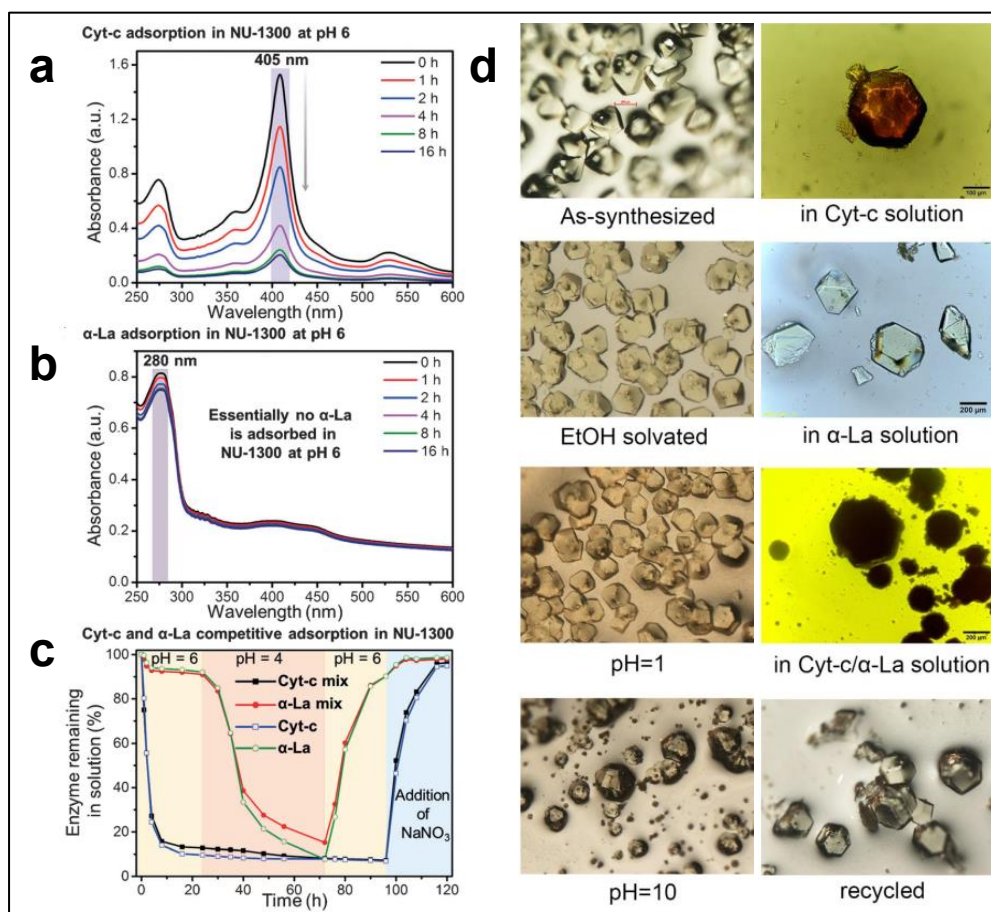 a
Cyt-c adsorption in NU-1300 at pH 6
405 nm
0 h
1 h
2 h
4 h
8 h
16 h
Absorbance (a.u.)
1.6
1.2
0.8
0.4
0.0
250 300 350 400 450 500 550 600
Wavelength (nm)
b
α-La adsorption in NU-1300 at pH 6
280 nm
0 h
1 h
2 h
4 h
8 h
16 h
Essentially no α-La
is adsorbed in
NU-1300 at pH 6
Absorbance (a.u.)
0.8
0.6
0.4
0.2
0.0
250 300 350 400 450 500 550 600
Wavelength (nm)
c
Cyt-c and α-La competitive adsorption in NU-1300
pH = 6
pH = 4
pH = 6
Cyt-c mix
α-La mix
Cyt-c
α-La
Addition
of
NaNO3
Enzyme remaining
in solution (%)
100
80
60
40
20
0
0 20 40 60 80 100 120
Time (h)
d
As-synthesized
100 µm
in Cyt-c solution
EtOH solvated
200 µm
in α-La solution
pH=1
200 µm
in Cyt-c/α-La solution
pH=10
recycled